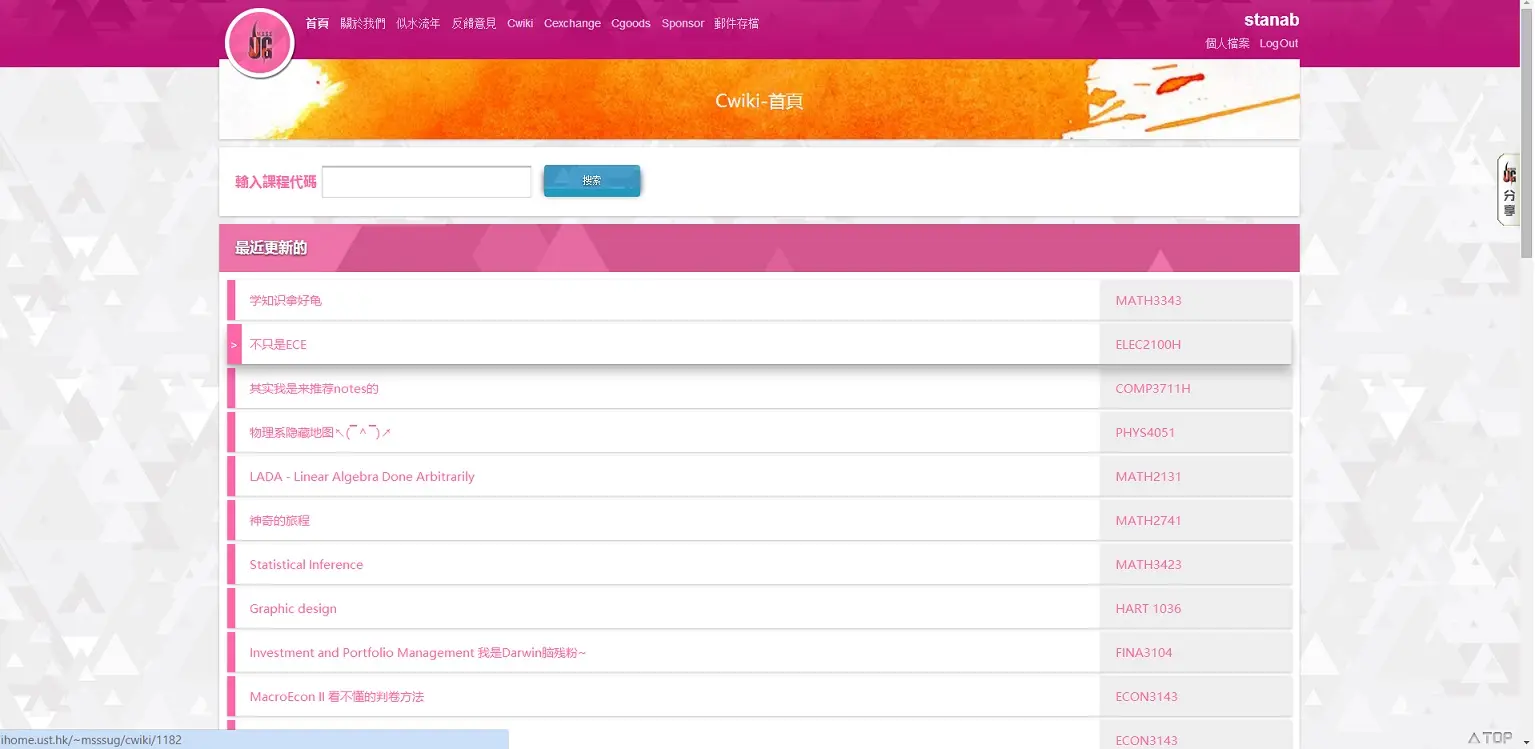 首頁 關於我們 似水流年 反饋意見 Cwiki Cexchange Cgoods Sponsor 郵件存檔
stanab
個人檔案 LogOut
UG
Cwiki-首頁
輸入課程代碼 搜索
UG
分
享
最近更新的
学知识拿好龟 MATH3343
> 不只是ECE ELEC2100H
其实我是来推荐notes的 COMP3711H
物理系隐藏地图↖(￣^￣)↗ PHYS4051
LADA - Linear Algebra Done Arbitrarily MATH2131
神奇的旅程 MATH2741
Statistical Inference MATH3423
Graphic design HART 1036
Investment and Portfolio Management 我是Darwin脑残粉~ FINA3104
MacroEcon II 看不懂的判卷方法 ECON3143
ECON3143
ihome.ust.hk/~msssug/cwiki/1182
TOP